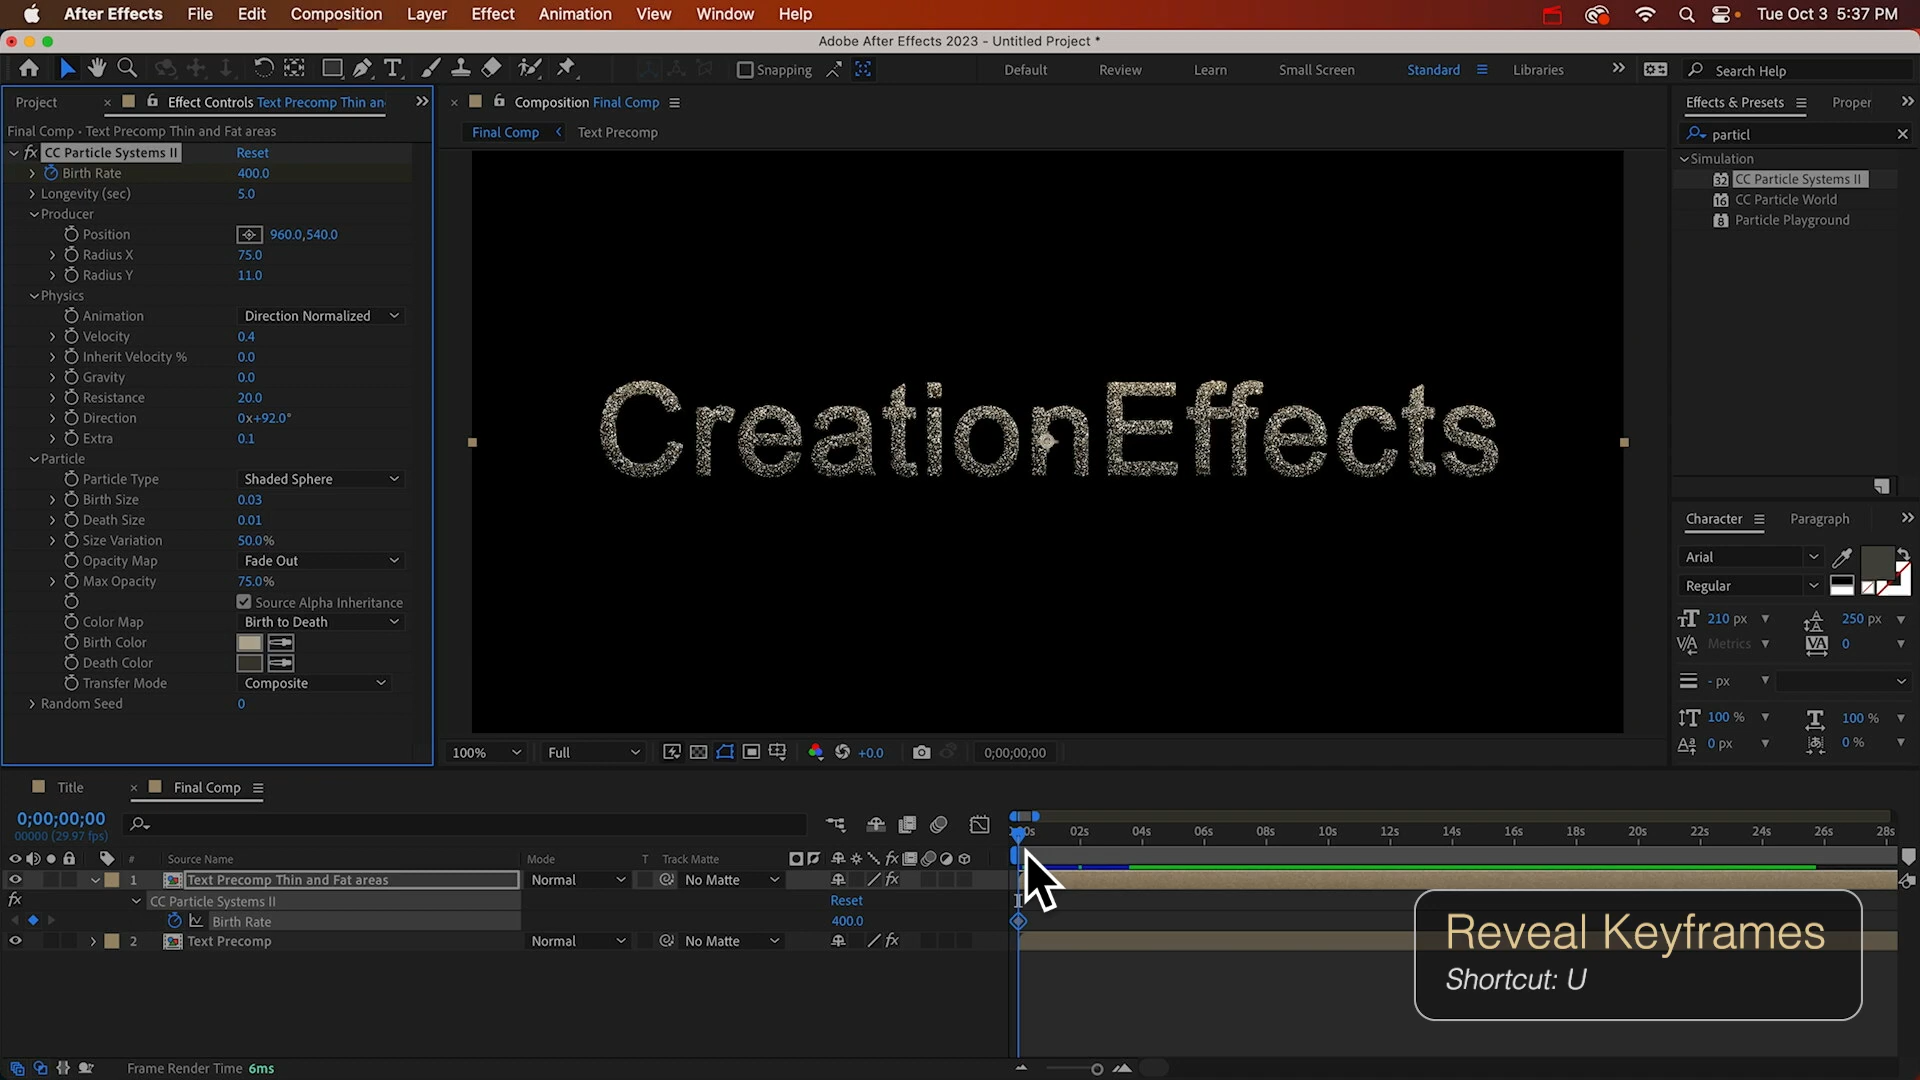 After Effects File Edit Composition Layer Effect Animation View Window Help Tue Oct 3 5:37 PM
Adobe After Effects 2023 - Untitled Project *
Snapping Default Review Learn Small Screen Standard Libraries Search Help
Project Effect Controls Text Precomp Thin an
Final Comp • Text Precomp Thin and Fat areas
fx CC Particle Systems II Reset
Birth Rate 400.0
Longevity (sec) 5.0
Producer
Position 960.0,540.0
Radius X 75.0
Radius Y 11.0
Physics
Animation Direction Normalized
Velocity 0.4
Inherit Velocity % 0.0
Gravity 0.0
Resistance 20.0
Direction 0x+92.0°
Extra 0.1
Particle
Particle Type Shaded Sphere
Birth Size 0.03
Death Size 0.01
Size Variation 50.0%
Opacity Map Fade Out
Max Opacity 75.0%
Source Alpha Inheritance
Color Map Birth to Death
Birth Color
Death Color
Transfer Mode Composite
Random Seed 0
Composition Final Comp
Final Comp Text Precomp
CreationEffects
100% Full +0.0 0;00;00;00
Effects & Presets Proper
particl
Simulation
32 CC Particle Systems II
16 CC Particle World
8 Particle Playground
Character Paragraph
Arial
Regular
210 px 250 px
Metrics 0
- px
100 % 100 %
0 px 0 %
Title Final Comp
0;00;00;00
00000 (29.97 fps)
02s 04s 06s 08s 10s 12s 14s 16s 18s 20s 22s 24s 26s 28s
# Source Name Mode T Track Matte
1 Text Precomp Thin and Fat areas Normal No Matte
fx CC Particle Systems II Reset
Birth Rate 400.0
2 Text Precomp Normal No Matte
Reveal Keyframes
Shortcut: U
Frame Render Time 6ms